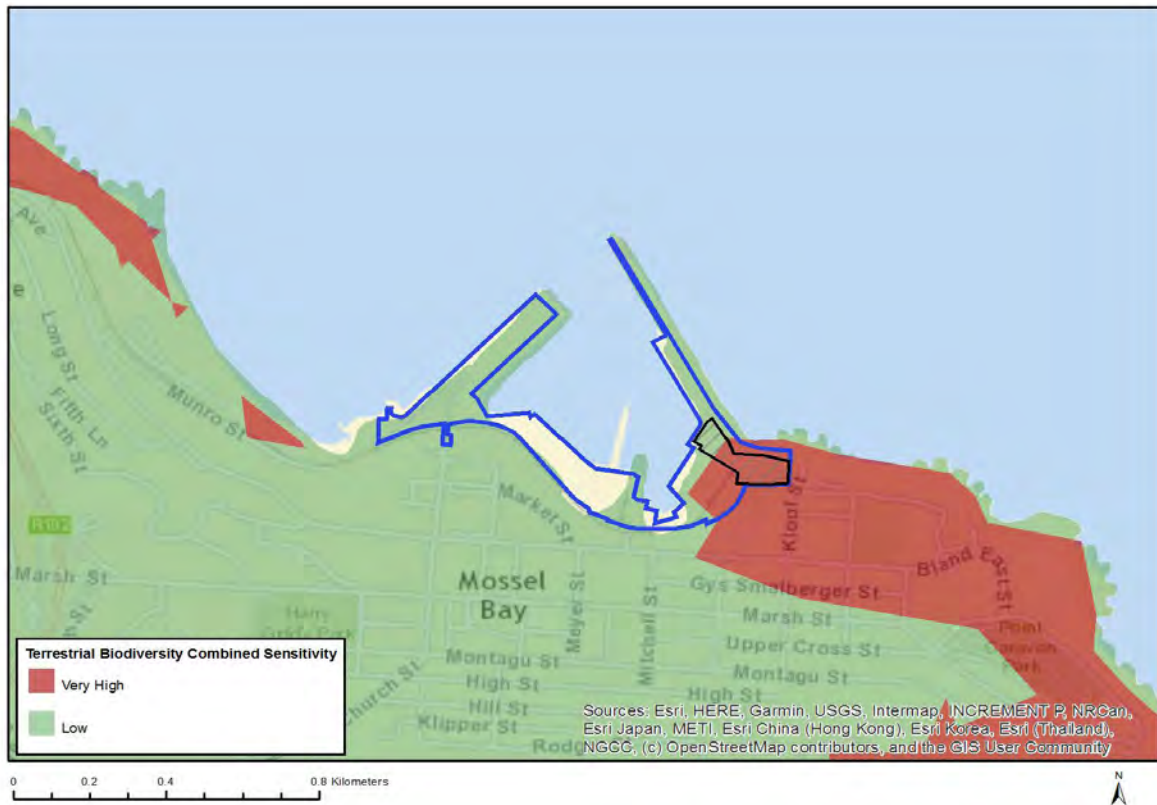 Ave
Long St
Fifth Ln
Sixth St
Munro St
R102
Marsh St
Market St
Mossel
Bay
Meyer St
Mitchell St
Kloof St
Bland East St
Gys Smalberger St
Marsh St
Upper Cross St
Montagu St
Point
Caravan
Park
Harry
Park
Montagu St
High St
High St
Hill St
Klipper St
Church St
Terrestrial Biodiversity Combined Sensitivity
Very High
Low
Sources: Esri, HERE, Garmin, USGS, Intermap, INCREMENT P, NRCan,
Esri Japan, METI, Esri China (Hong Kong), Esri Korea, Esri (Thailand),
NGCC, (c) OpenStreetMap contributors, and the GIS User Community
0 0.2 0.4 0.8 Kilometers
N